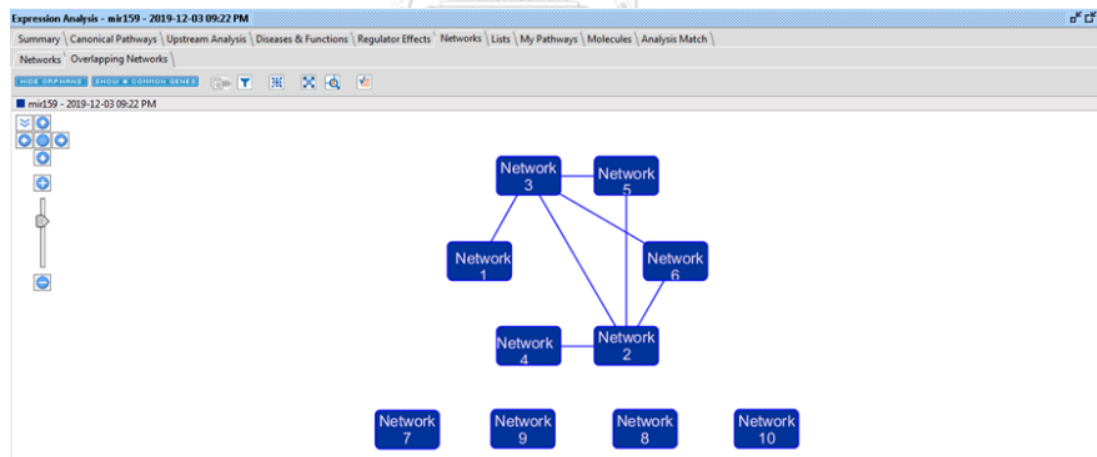 Expression Analysis - mir159 - 2019-12-03 09:22 PM
Summary \ Canonical Pathways \ Upstream Analysis \ Diseases & Functions \ Regulator Effects \ Networks \ Lists \ My Pathways \ Molecules \ Analysis Match \
Networks \ Overlapping Networks \
HIDE ORPHANS SHOW # COMMON GENES
mir159 - 2019-12-03 09:22 PM
Network
3
Network
5
Network
1
Network
6
Network
4
Network
2
Network
7
Network
9
Network
8
Network
10